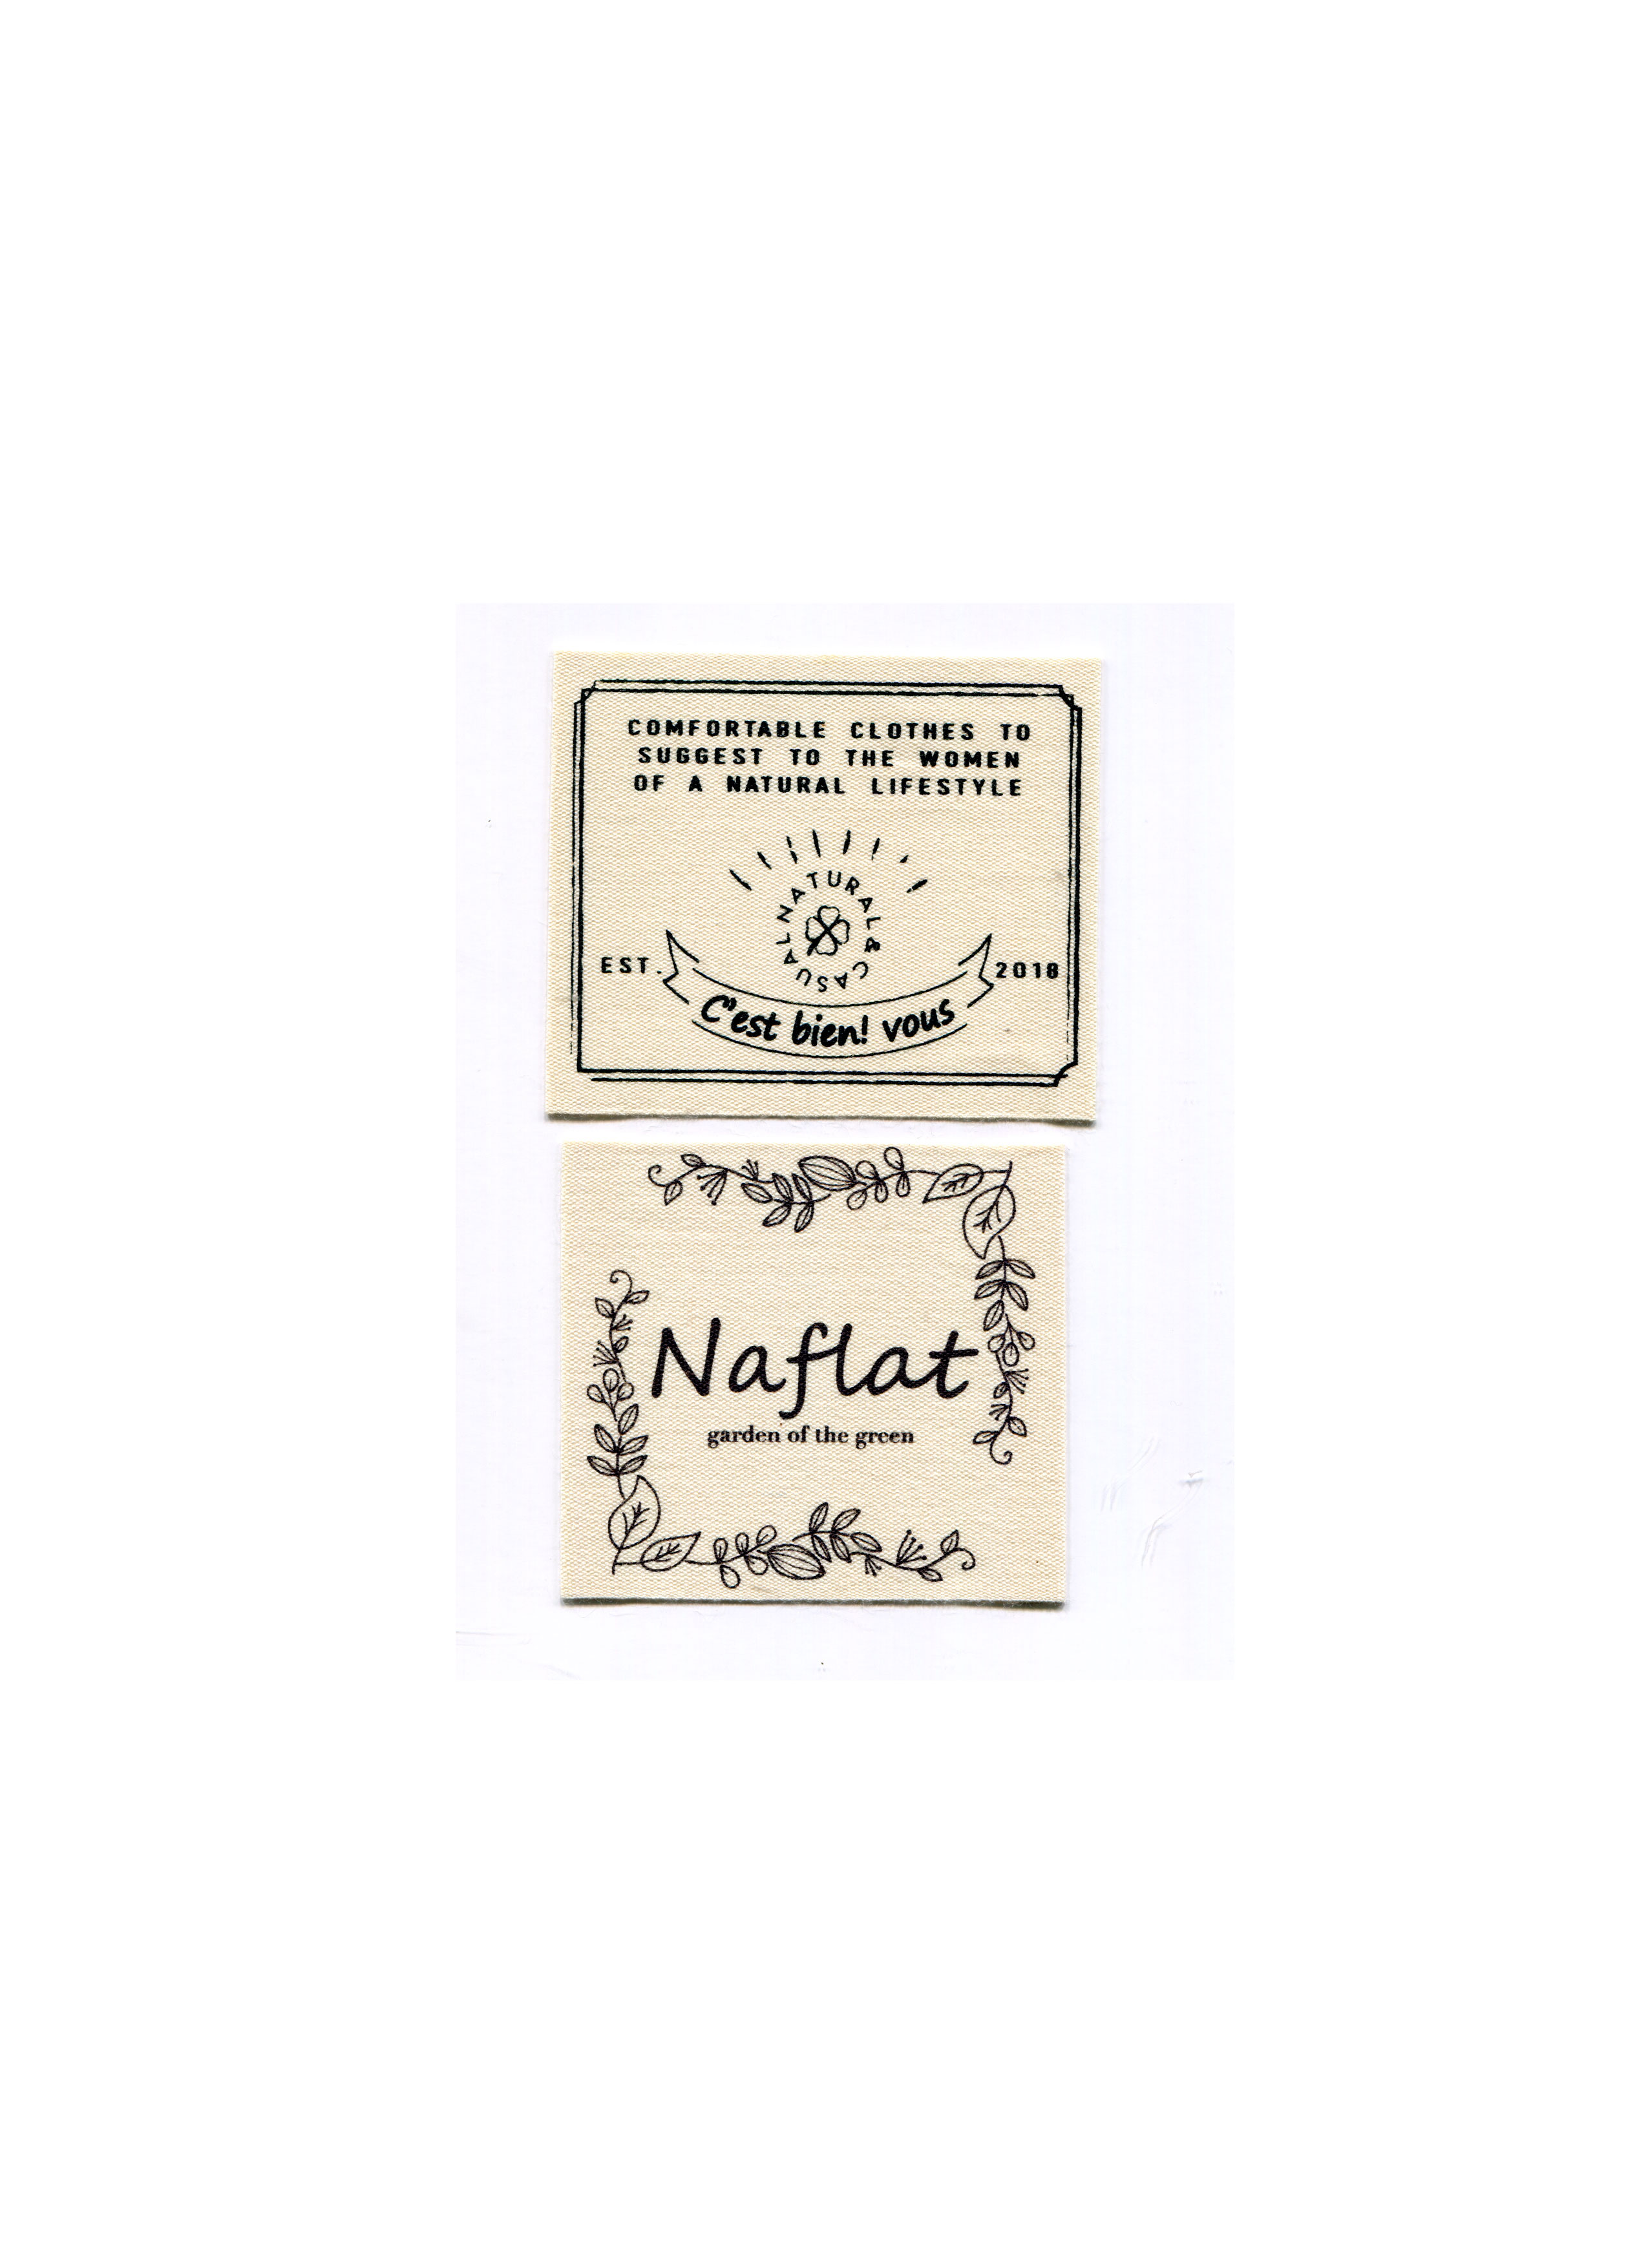 COMFORTABLE CLOTHES TO
SUGGEST TO THE WOMEN
OF A NATURAL LIFESTYLE
NATURAL & CASUAL
EST. 2018
C'est bien! vous
Naflat
garden of the green